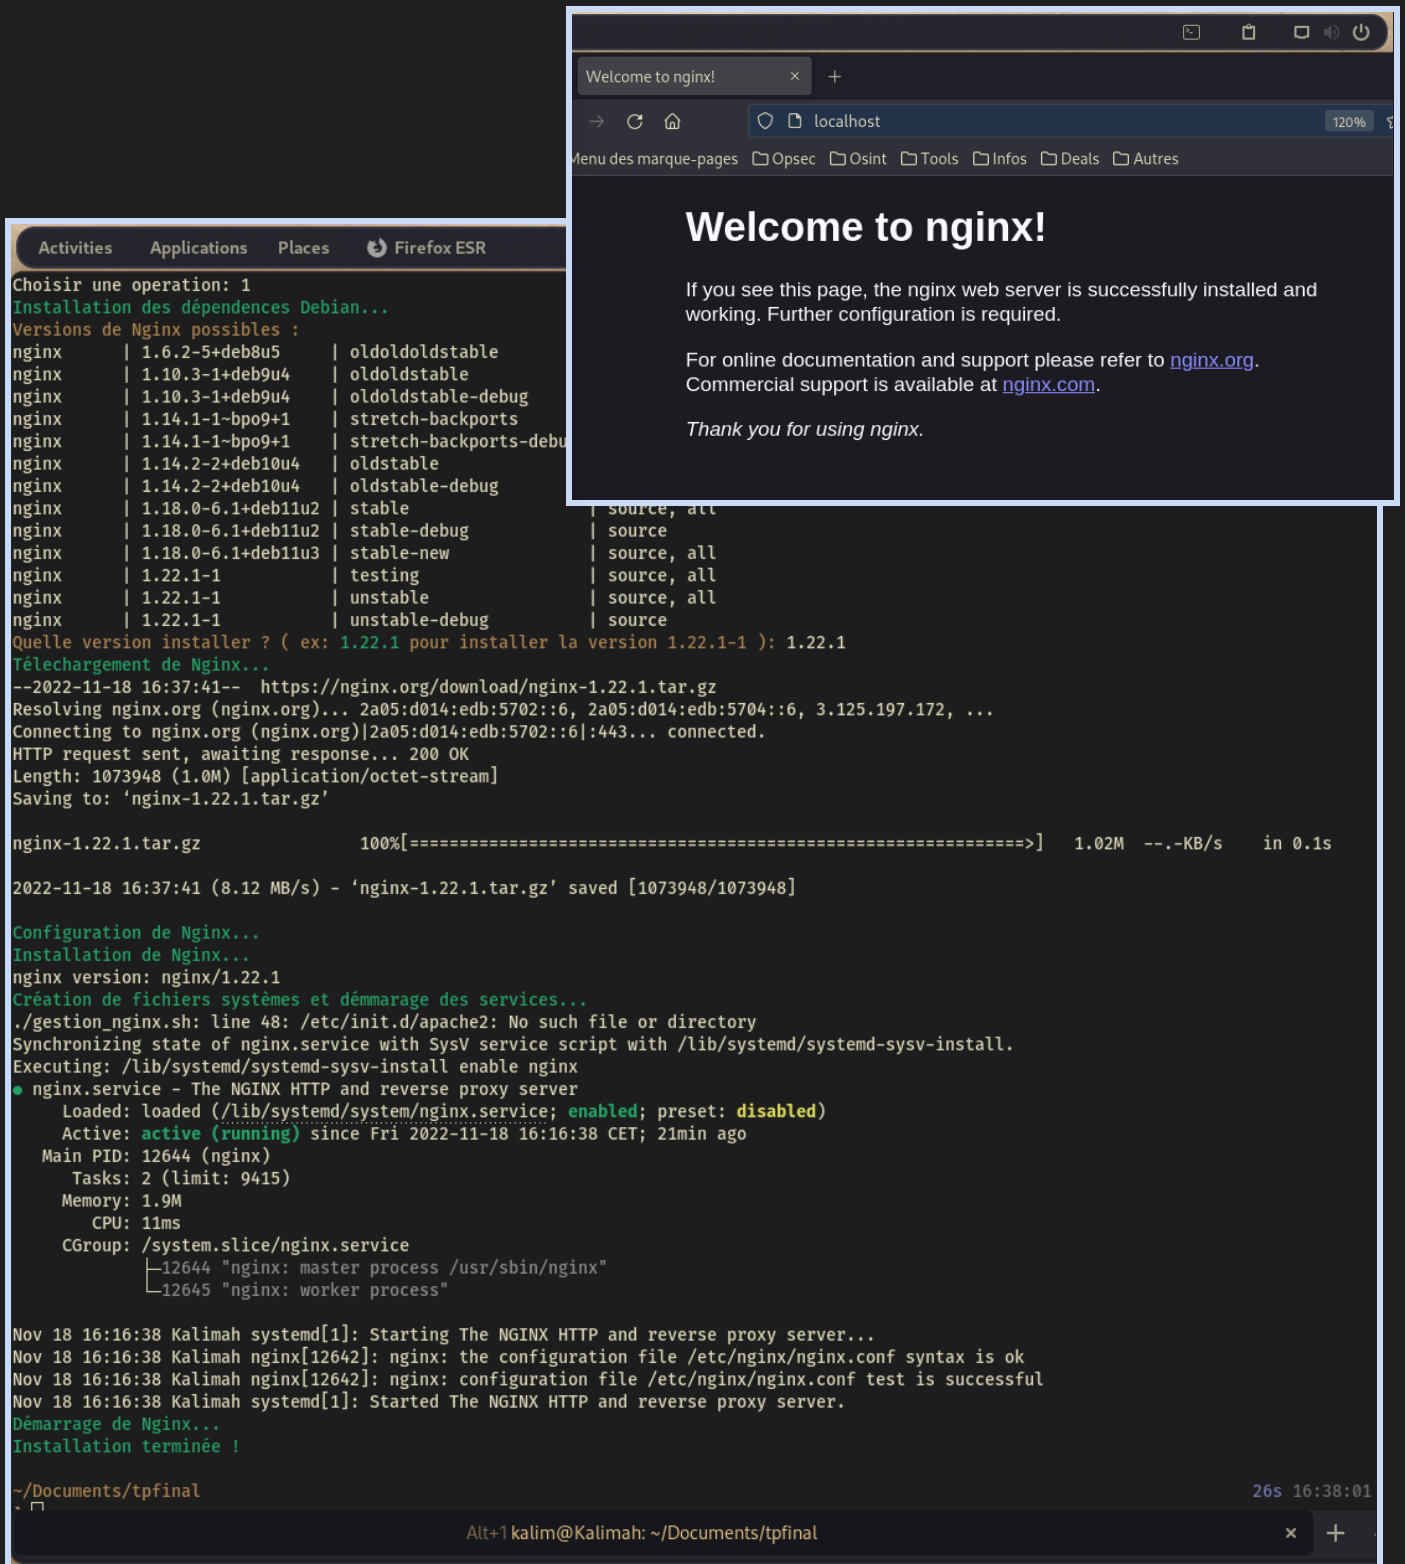 Welcome to nginx!
localhost
120%
Menu des marque-pages Opsec Osint Tools Infos Deals Autres
Welcome to nginx!
If you see this page, the nginx web server is successfully installed and
working. Further configuration is required.
For online documentation and support please refer to nginx.org.
Commercial support is available at nginx.com.
Thank you for using nginx.
Activities Applications Places Firefox ESR
Choisir une operation: 1
Installation des dépendences Debian...
Versions de Nginx possibles :
nginx      | 1.6.2-5+deb8u5     | oldoldoldstable
nginx      | 1.10.3-1+deb9u4    | oldoldstable
nginx      | 1.10.3-1+deb9u4    | oldoldstable-debug
nginx      | 1.14.1-1~bpo9+1    | stretch-backports
nginx      | 1.14.1-1~bpo9+1    | stretch-backports-debu
nginx      | 1.14.2-2+deb10u4   | oldstable
nginx      | 1.14.2-2+deb10u4   | oldstable-debug
nginx      | 1.18.0-6.1+deb11u2 | stable                  | source, all
nginx      | 1.18.0-6.1+deb11u2 | stable-debug            | source
nginx      | 1.18.0-6.1+deb11u3 | stable-new              | source, all
nginx      | 1.22.1-1           | testing                 | source, all
nginx      | 1.22.1-1           | unstable                | source, all
nginx      | 1.22.1-1           | unstable-debug          | source
Quelle version installer ? ( ex: 1.22.1 pour installer la version 1.22.1-1 ): 1.22.1
Télechargement de Nginx...
--2022-11-18 16:37:41--  https://nginx.org/download/nginx-1.22.1.tar.gz
Resolving nginx.org (nginx.org)... 2a05:d014:edb:5702::6, 2a05:d014:edb:5704::6, 3.125.197.172, ...
Connecting to nginx.org (nginx.org)|2a05:d014:edb:5702::6|:443... connected.
HTTP request sent, awaiting response... 200 OK
Length: 1073948 (1.0M) [application/octet-stream]
Saving to: ‘nginx-1.22.1.tar.gz’
nginx-1.22.1.tar.gz                100%[==============================================================>]   1.02M  --.-KB/s    in 0.1s
2022-11-18 16:37:41 (8.12 MB/s) - ‘nginx-1.22.1.tar.gz’ saved [1073948/1073948]
Configuration de Nginx...
Installation de Nginx...
nginx version: nginx/1.22.1
Création de fichiers systèmes et démmarage des services...
./gestion_nginx.sh: line 48: /etc/init.d/apache2: No such file or directory
Synchronizing state of nginx.service with SysV service script with /lib/systemd/systemd-sysv-install.
Executing: /lib/systemd/systemd-sysv-install enable nginx
● nginx.service - The NGINX HTTP and reverse proxy server
     Loaded: loaded (/lib/systemd/system/nginx.service; enabled; preset: disabled)
     Active: active (running) since Fri 2022-11-18 16:16:38 CET; 21min ago
   Main PID: 12644 (nginx)
      Tasks: 2 (limit: 9415)
     Memory: 1.9M
        CPU: 11ms
     CGroup: /system.slice/nginx.service
             ├─12644 "nginx: master process /usr/sbin/nginx"
             └─12645 "nginx: worker process"
Nov 18 16:16:38 Kalimah systemd[1]: Starting The NGINX HTTP and reverse proxy server...
Nov 18 16:16:38 Kalimah nginx[12642]: nginx: the configuration file /etc/nginx/nginx.conf syntax is ok
Nov 18 16:16:38 Kalimah nginx[12642]: nginx: configuration file /etc/nginx/nginx.conf test is successful
Nov 18 16:16:38 Kalimah systemd[1]: Started The NGINX HTTP and reverse proxy server.
Démarrage de Nginx...
Installation terminée !
~/Documents/tpfinal 26s 16:38:01
Alt+1 kalim@Kalimah: ~/Documents/tpfinal